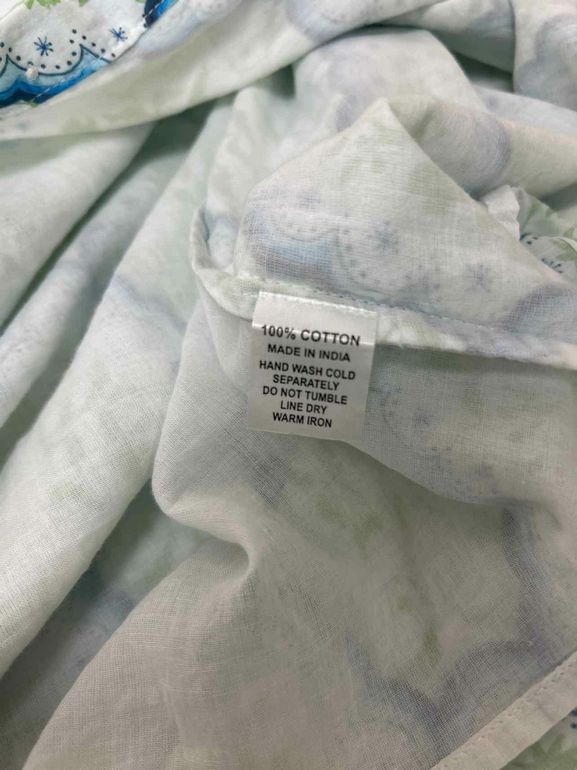 100% COTTON
MADE IN INDIA
HAND WASH COLD
SEPARATELY
DO NOT TUMBLE
LINE DRY
WARM IRON